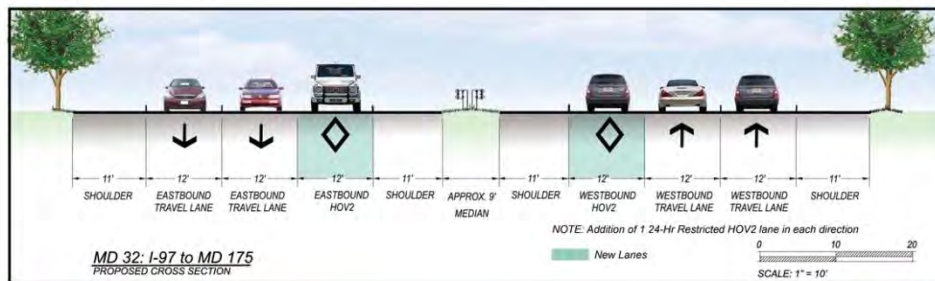 11' 12' 12' 12' 11' APPROX. 9' 11' 12' 12' 12' 11'
SHOULDER
EASTBOUND
TRAVEL LANE
EASTBOUND
TRAVEL LANE
EASTBOUND
HOV2
SHOULDER
MEDIAN
SHOULDER
WESTBOUND
HOV2
WESTBOUND
TRAVEL LANE
WESTBOUND
TRAVEL LANE
SHOULDER
NOTE: Addition of 1 24-Hr Restricted HOV2 lane in each direction
New Lanes
MD 32: I-97 to MD 175
PROPOSED CROSS SECTION
0 10 20
SCALE: 1" = 10'